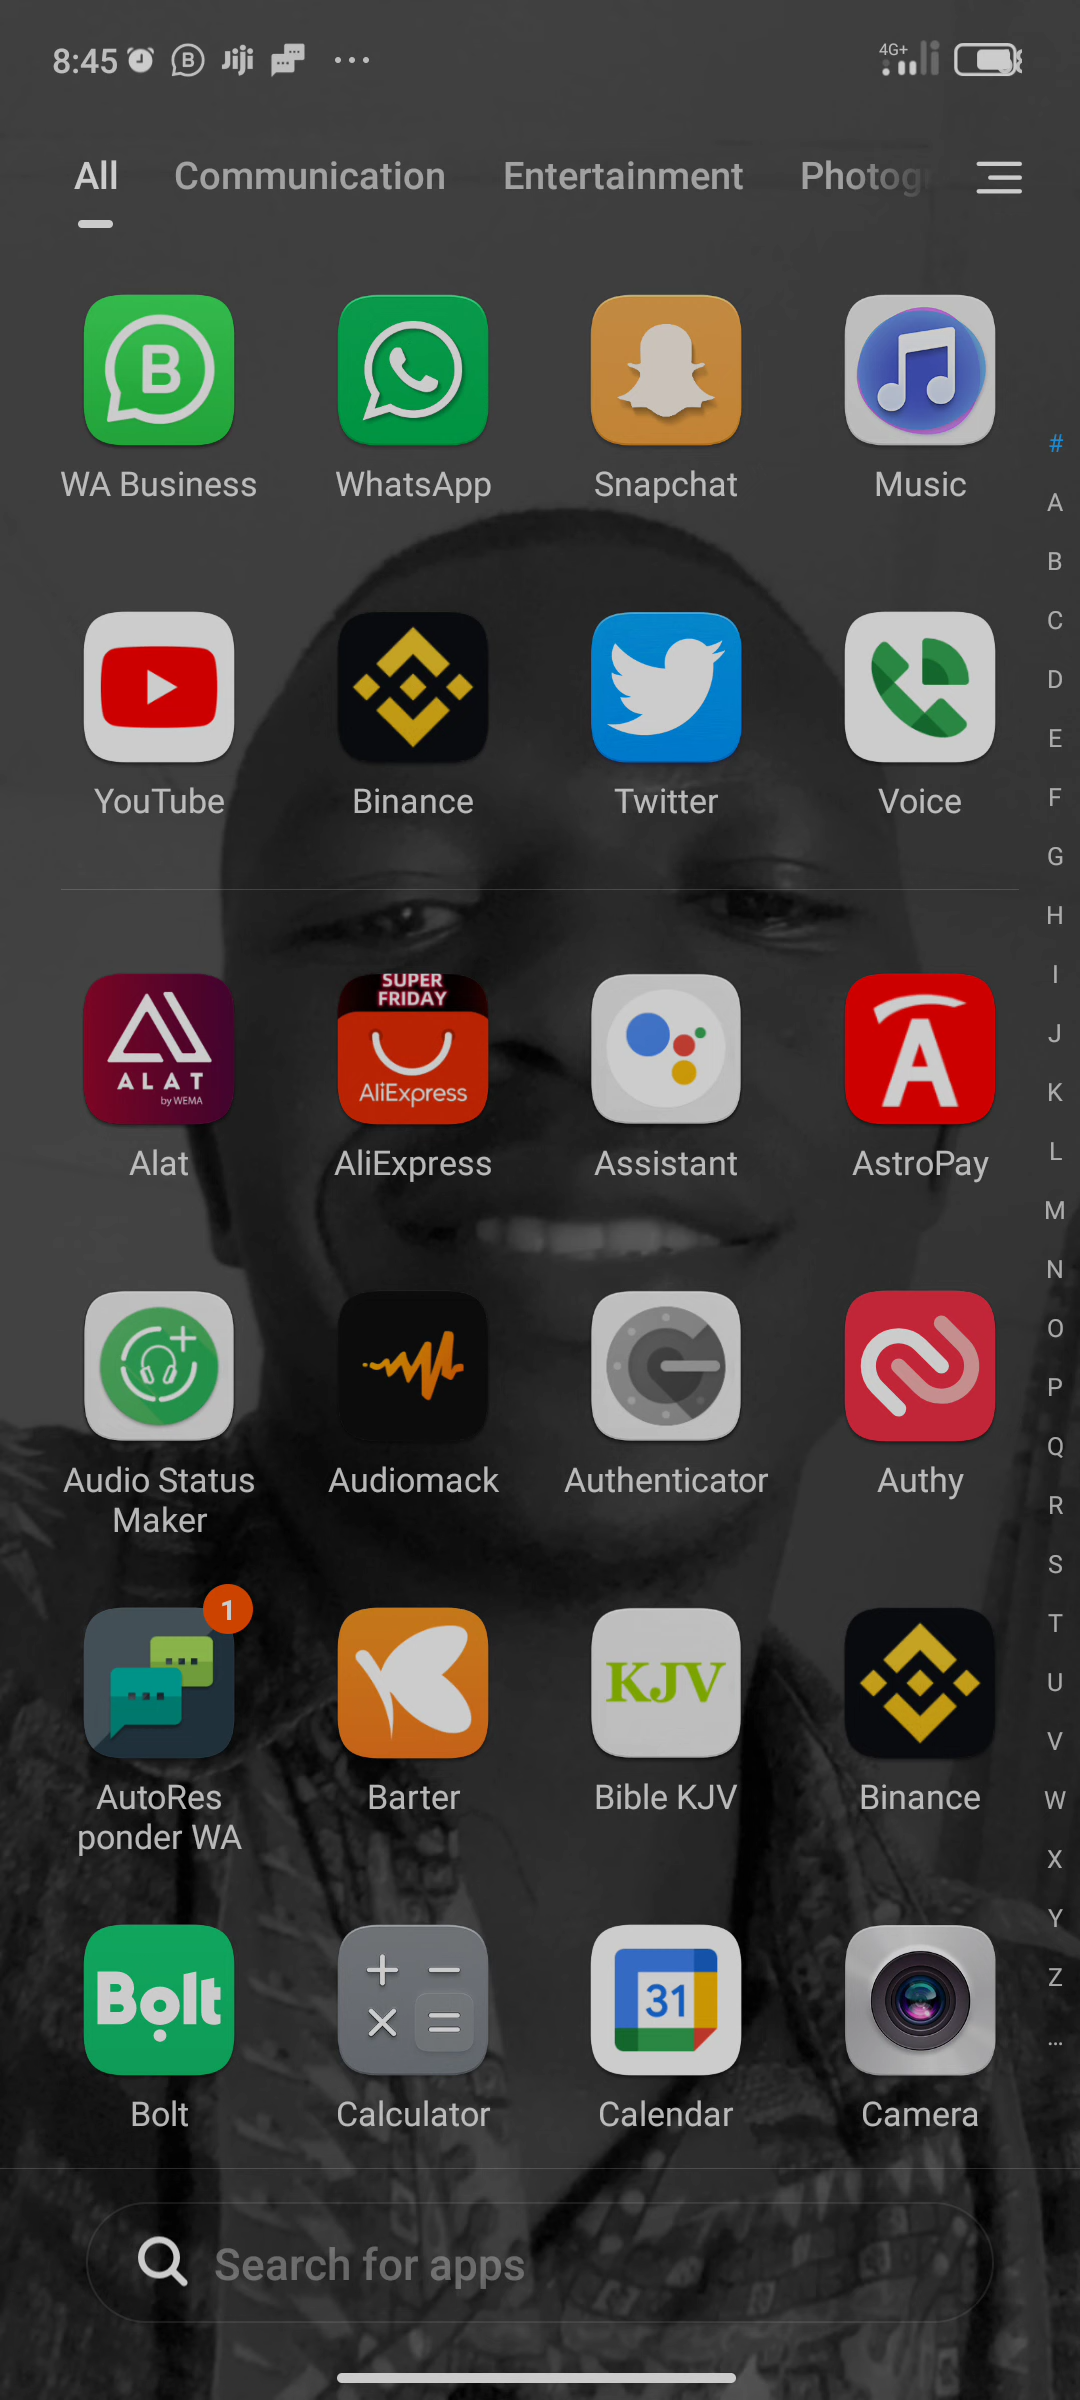 8:45 B Jiji ... 4G+
All Communication Entertainment Photog
B
WA Business WhatsApp Snapchat Music
YouTube Binance Twitter Voice
SUPER
FRIDAY
ALAT
by WEMA
AliExpress
A
Alat AliExpress Assistant AstroPay
Audio Status
Maker
Audiomack Authenticator Authy
1
KJV
AutoRes
ponder WA
Barter Bible KJV Binance
Bolt
31
Bolt Calculator Calendar Camera
Search for apps
#
A
B
C
D
E
F
G
H
I
J
K
L
M
N
O
P
Q
R
S
T
U
V
W
X
Y
Z
...